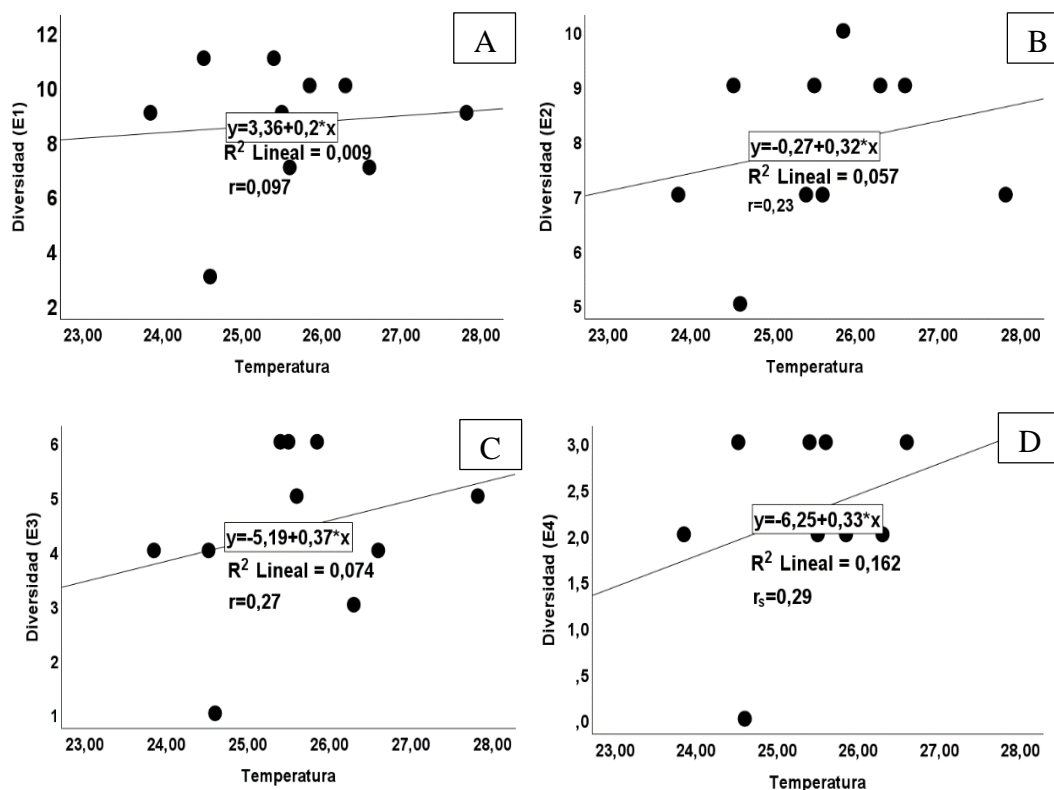 A
Diversidad (E1)
12
10
8
6
4
2
y=3,36+0,2*x
R² Lineal = 0,009
r=0,097
23,00 24,00 25,00 26,00 27,00 28,00
Temperatura
B
Diversidad (E2)
10
9
8
7
6
5
y=-0,27+0,32*x
R² Lineal = 0,057
r=0,23
23,00 24,00 25,00 26,00 27,00 28,00
Temperatura
C
Diversidad (E3)
6
5
4
3
2
1
y=-5,19+0,37*x
R² Lineal = 0,074
r=0,27
23,00 24,00 25,00 26,00 27,00 28,00
Temperatura
D
Diversidad (E4)
3,0
2,5
2,0
1,5
1,0
,5
,0
y=-6,25+0,33*x
R² Lineal = 0,162
rₛ=0,29
23,00 24,00 25,00 26,00 27,00 28,00
Temperatura